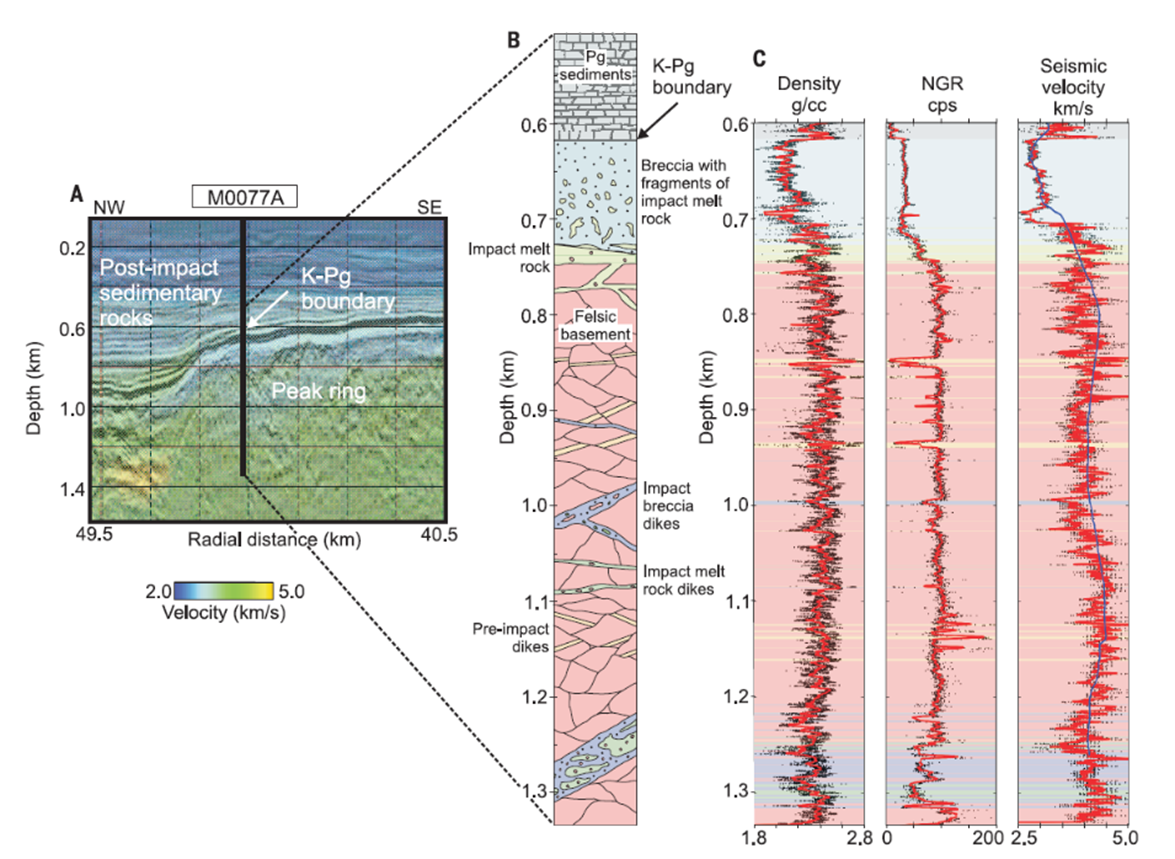 A
NW
M0077A
SE
0.2
0.6
1.0
1.4
Depth (km)
Post-impact
sedimentary
rocks
K-Pg
boundary
Peak ring
49.5
Radial distance (km)
40.5
2.0
5.0
Velocity (km/s)
B
Pg
sediments
K-Pg
boundary
0.6
0.7
0.8
0.9
1.0
1.1
1.2
1.3
Depth (km)
Breccia with
fragments of
impact melt
rock
Impact melt
rock
Felsic
basement
Impact
breccia
dikes
Impact melt
rock dikes
Pre-impact
dikes
C
Density
g/cc
NGR
cps
Seismic
velocity
km/s
0.6
0.7
0.8
0.9
1.0
1.1
1.2
1.3
Depth (km)
1.8
2.8
0
200
2.5
5.0